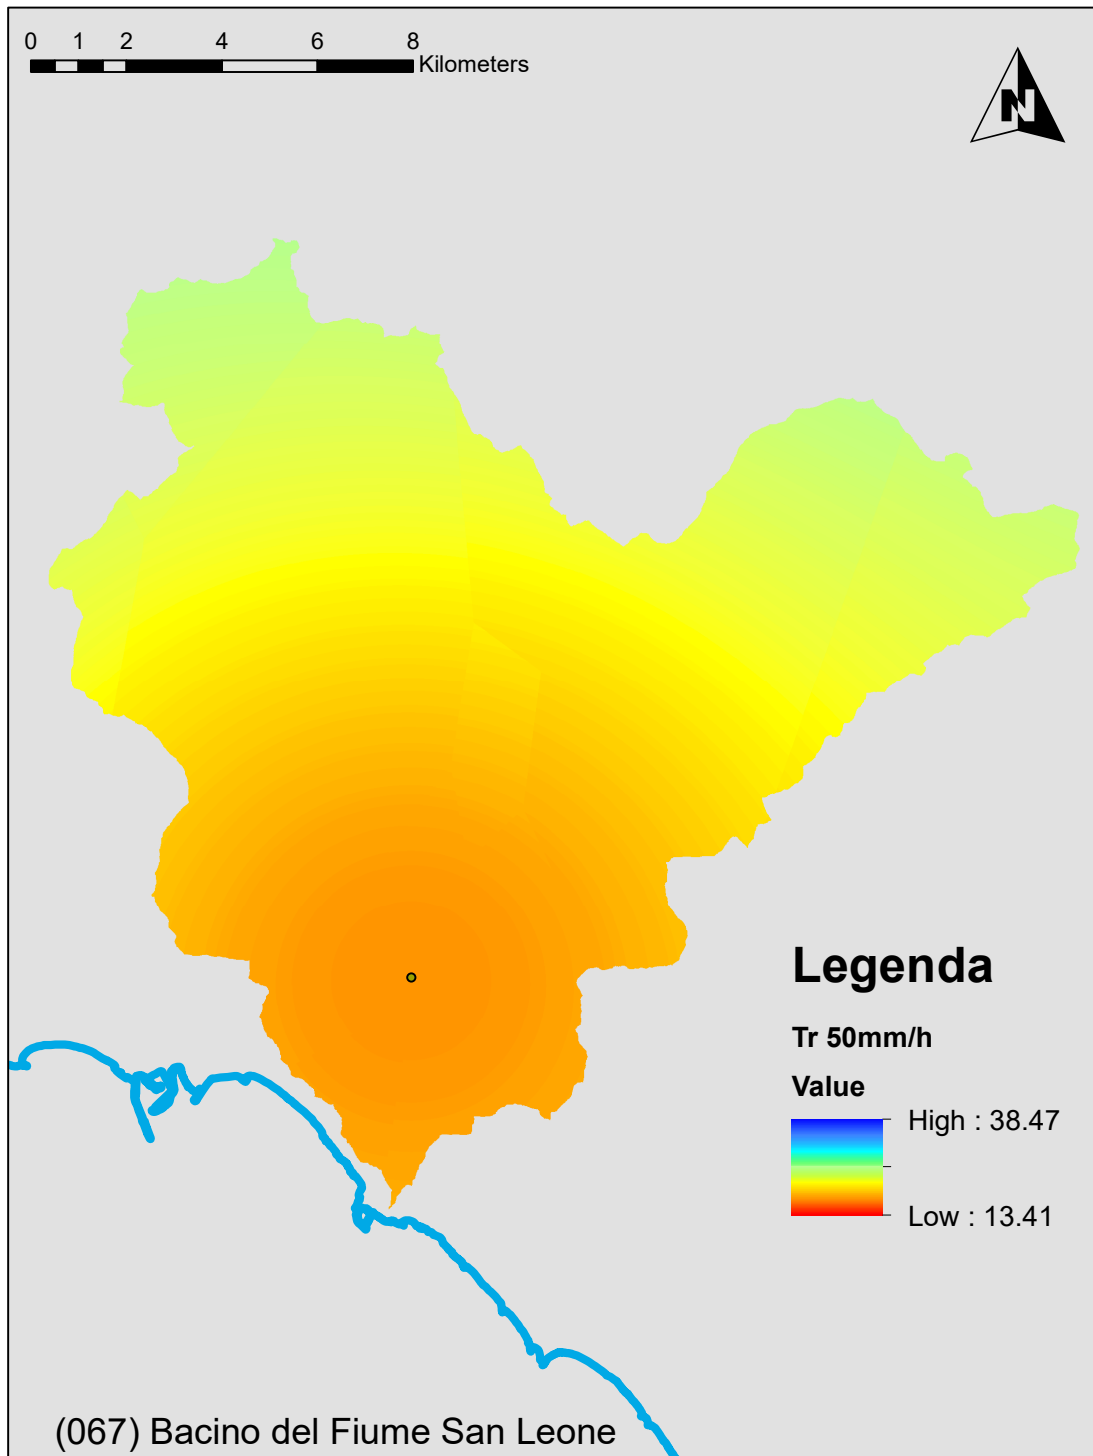 0 1 2 4 6 8
Kilometers
N
Legenda
Tr 50mm/h
Value
High : 38.47
Low : 13.41
(067) Bacino del Fiume San Leone